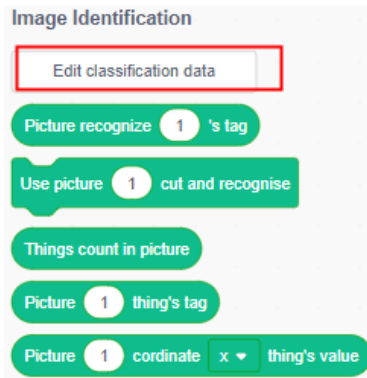 Image Identification
Edit classification data
Picture recognize 1 's tag
Use picture 1 cut and recognise
Things count in picture
Picture 1 thing's tag
Picture 1 cordinate x thing's value